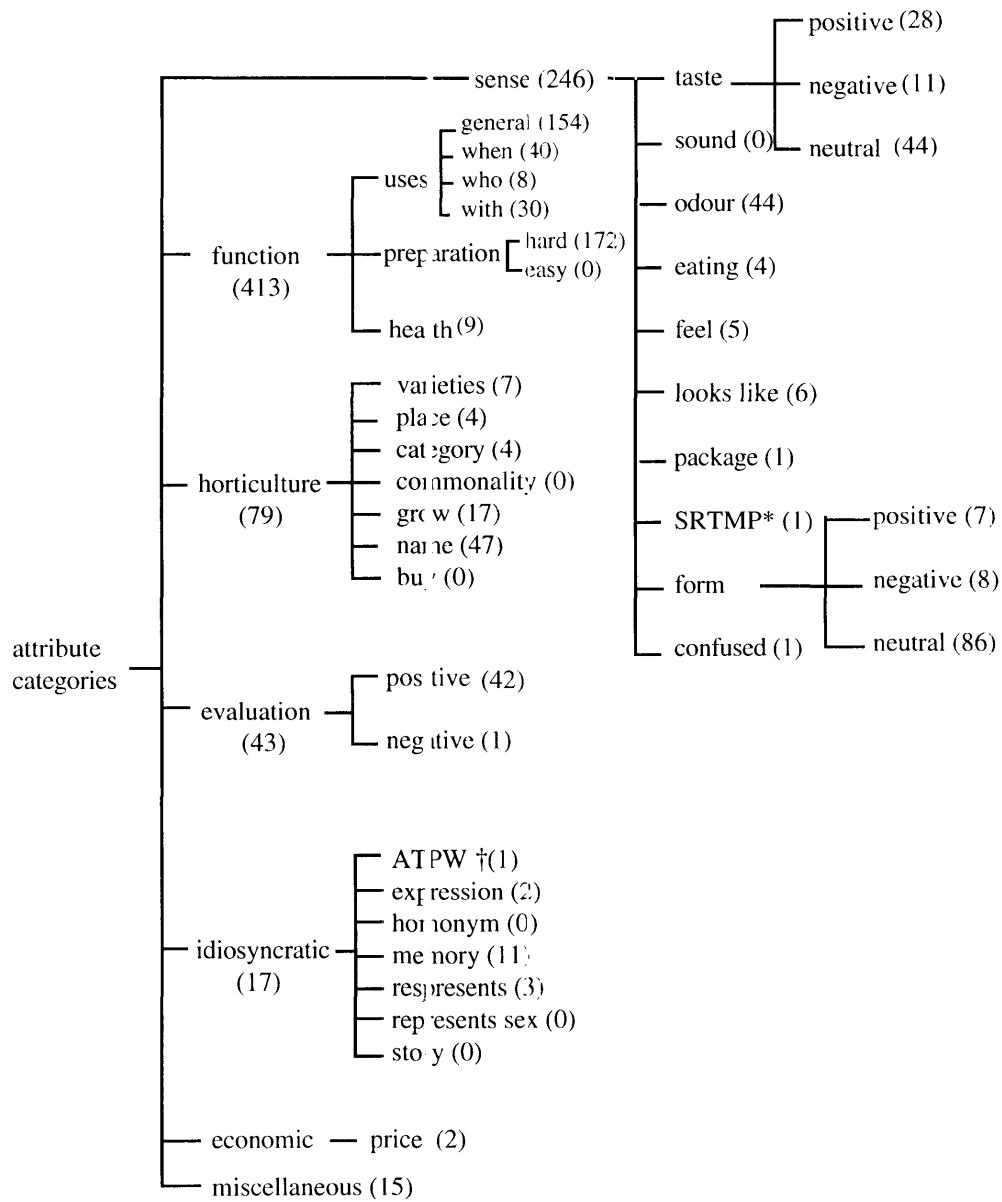 attribute
categories
sense (246)
taste
positive (28)
negative (11)
neutral (44)
sound (0)
odour (44)
eating (4)
feel (5)
looks like (6)
package (1)
SRTMP* (1)
form
positive (7)
negative (8)
neutral (86)
confused (1)
function
(413)
uses
general (154)
when (40)
who (8)
with (30)
preparation
hard (172)
easy (0)
health (9)
horticulture
(79)
varieties (7)
place (4)
category (4)
commonality (0)
grow (17)
name (47)
buy (0)
evaluation
(43)
positive (42)
negative (1)
idiosyncratic
(17)
ATPW †(1)
expression (2)
homonym (0)
memory (11)
respresents (3)
represents sex (0)
story (0)
economic
price (2)
miscellaneous (15)